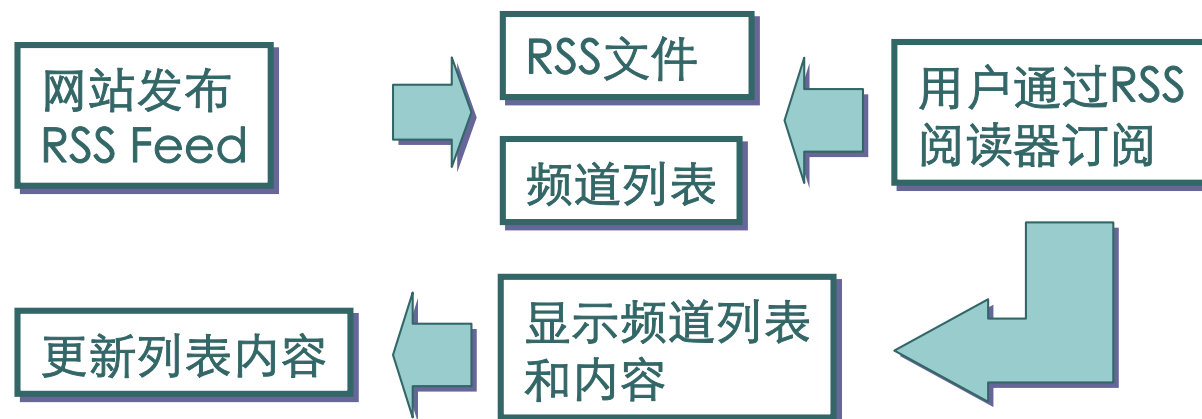 网站发布
RSS Feed
RSS文件
频道列表
用户通过RSS
阅读器订阅
显示频道列表
和内容
更新列表内容